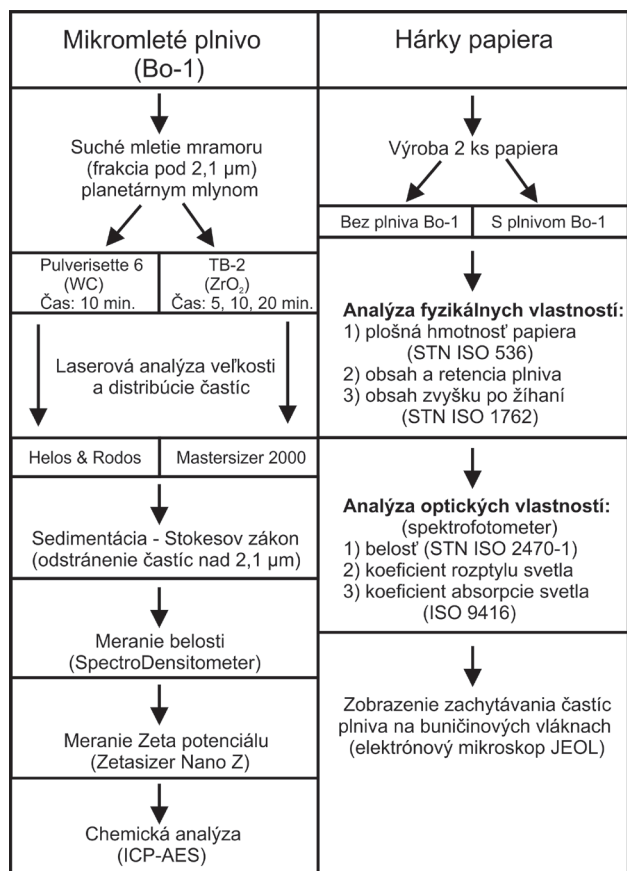 Mikromleté plnivo
(Bo-1)
Suché mletie mramoru
(frakcia pod 2,1 µm)
planetárnym mlynom
Pulverisette 6
(WC)
Čas: 10 min.
TB-2
(ZrO₂)
Čas: 5, 10, 20 min.
Laserová analýza veľkosti
a distribúcie častíc
Helos & Rodos
Mastersizer 2000
Sedimentácia - Stokesov zákon
(odstránenie častíc nad 2,1 µm)
Meranie belosti
(SpectroDensitometer)
Meranie Zeta potenciálu
(Zetasizer Nano Z)
Chemická analýza
(ICP-AES)
Hárky papiera
Výroba 2 ks papiera
Bez plniva Bo-1
S plnivom Bo-1
Analýza fyzikálnych vlastností:
1) plošná hmotnosť papiera
(STN ISO 536)
2) obsah a retencia plniva
3) obsah zvyšku po žíhaní
(STN ISO 1762)
Analýza optických vlastností:
(spektrofotometer)
1) belosť (STN ISO 2470-1)
2) koeficient rozptylu svetla
3) koeficient absorpcie svetla
(ISO 9416)
Zobrazenie zachytávania častíc
plniva na buničinových vláknach
(elektrónový mikroskop JEOL)